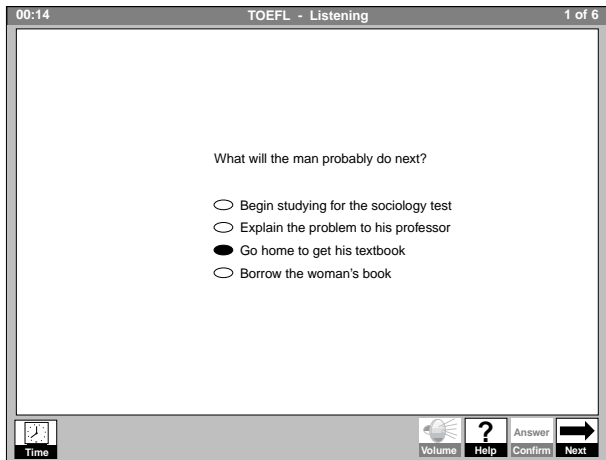 00:14 TOEFL - Listening 1 of 6
What will the man probably do next?
Begin studying for the sociology test
Explain the problem to his professor
Go home to get his textbook
Borrow the woman's book
? Answer
Time Volume Help Confirm Next